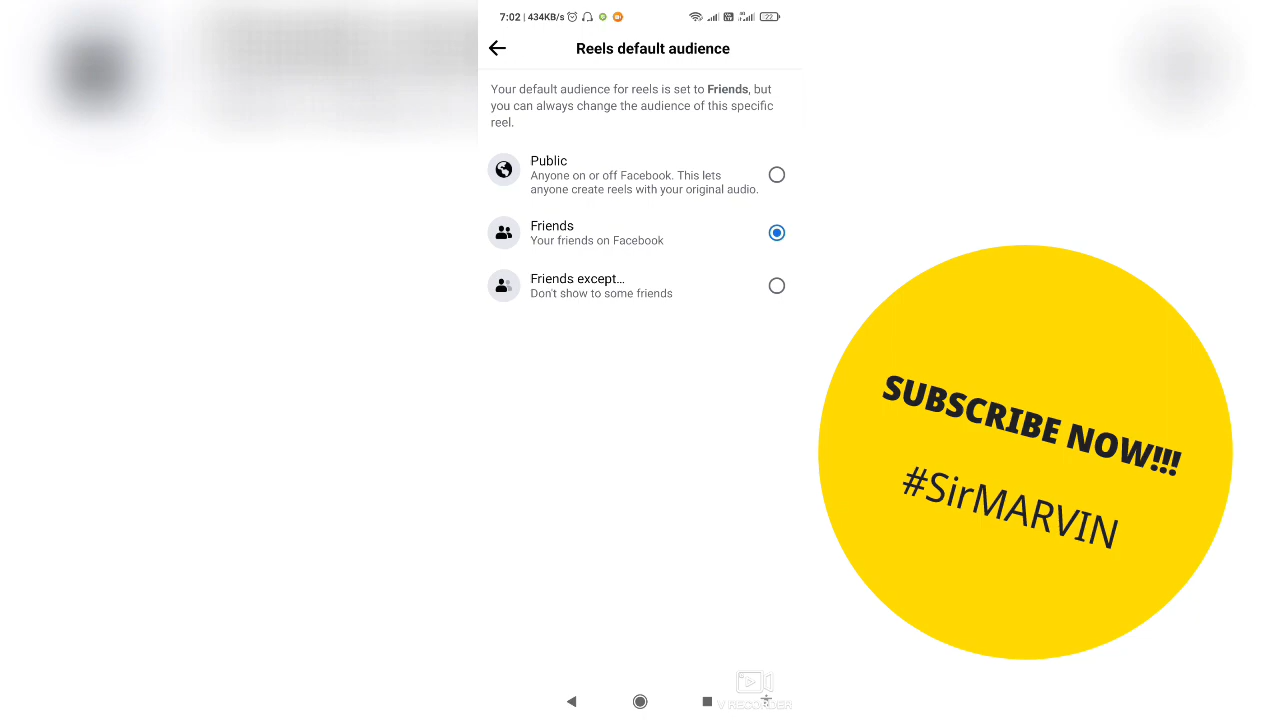 7:02 | 434KB/s
22
Reels default audience
Your default audience for reels is set to Friends, but
you can always change the audience of this specific
reel.
Public
Anyone on or off Facebook. This lets
anyone create reels with your original audio.
Friends
Your friends on Facebook
Friends except...
Don't show to some friends
SUBSCRIBE NOW!!!
#SirMARVIN
V RECORDER